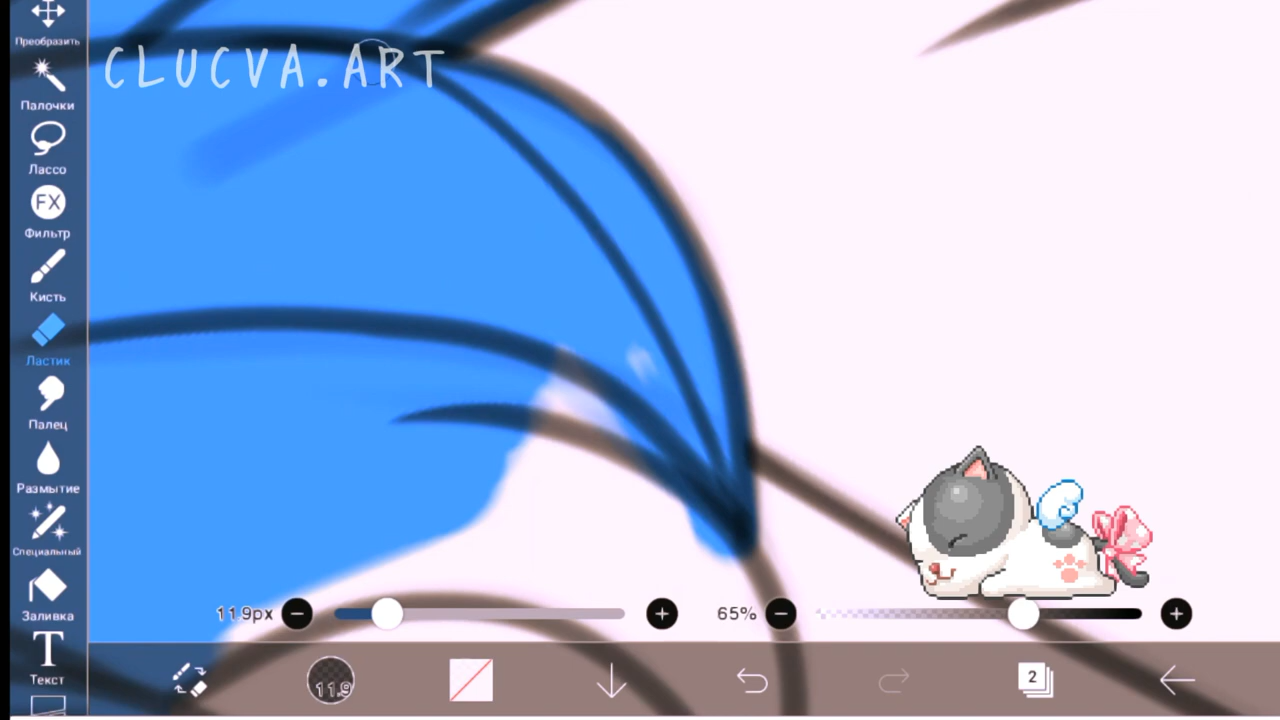 Преобразить
CLUCVA.ART
Палочки
Лассо
FX
Фильтр
Кисть
Ластик
Палец
Размытие
Специальный
Заливка
11.9px
65%
T
Текст
11.9
2